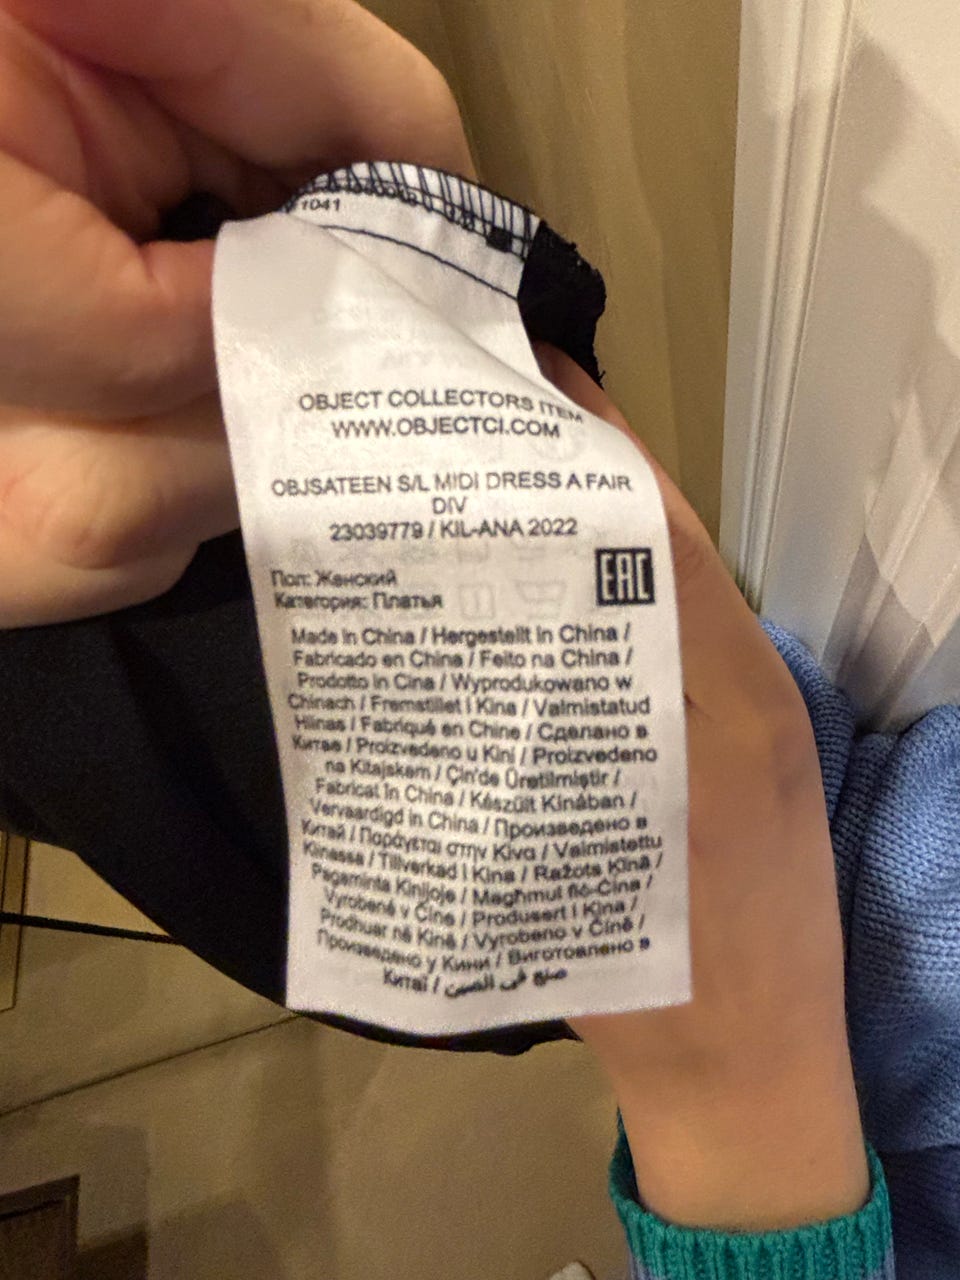 1041
OBJECT COLLECTORS ITEM
WWW.OBJECTCI.COM
OBJSATEEN S/L MIDI DRESS A FAIR
DIV
23039779 / KIL-ANA 2022
EAC
Пол: Женский
Категория: Платья
Made in China / Hergestellt in China /
Fabricado en China / Feito na China /
Prodotto in Cina / Wyprodukowano w
Chinach / Fremstillet i Kina / Valmistatud
Hiinas / Fabriqué en Chine / Сделано в
Китае / Proizvedeno u Kini / Proizvedeno
na Kitajskem / Çin'de Üretilmiştir /
Fabricat în China / Készült Kínában /
Vervaardigd in China / Произведено в
Китай / Παράγεται στην Κίνα / Valmistettu
Kiinassa / Tillverkad i Kina / Ražots Ķīnā /
Pagaminta Kinijoje / Magħmul fiċ-Ċina /
Vyrobené v Číne / Produsert i Kina /
Prodhuar në Kinë / Vyrobeno v Číně /
Произведено у Кини / Виготовлено в
Китаї / صنع في الصين